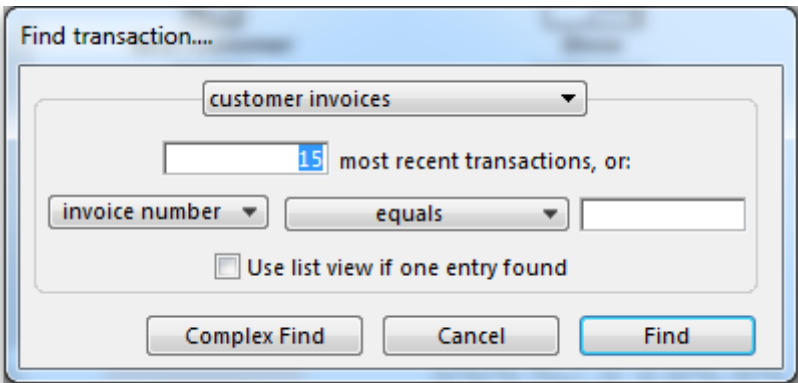 Find transaction....
customer invoices
15 most recent transactions, or:
invoice number equals
Use list view if one entry found
Complex Find Cancel Find